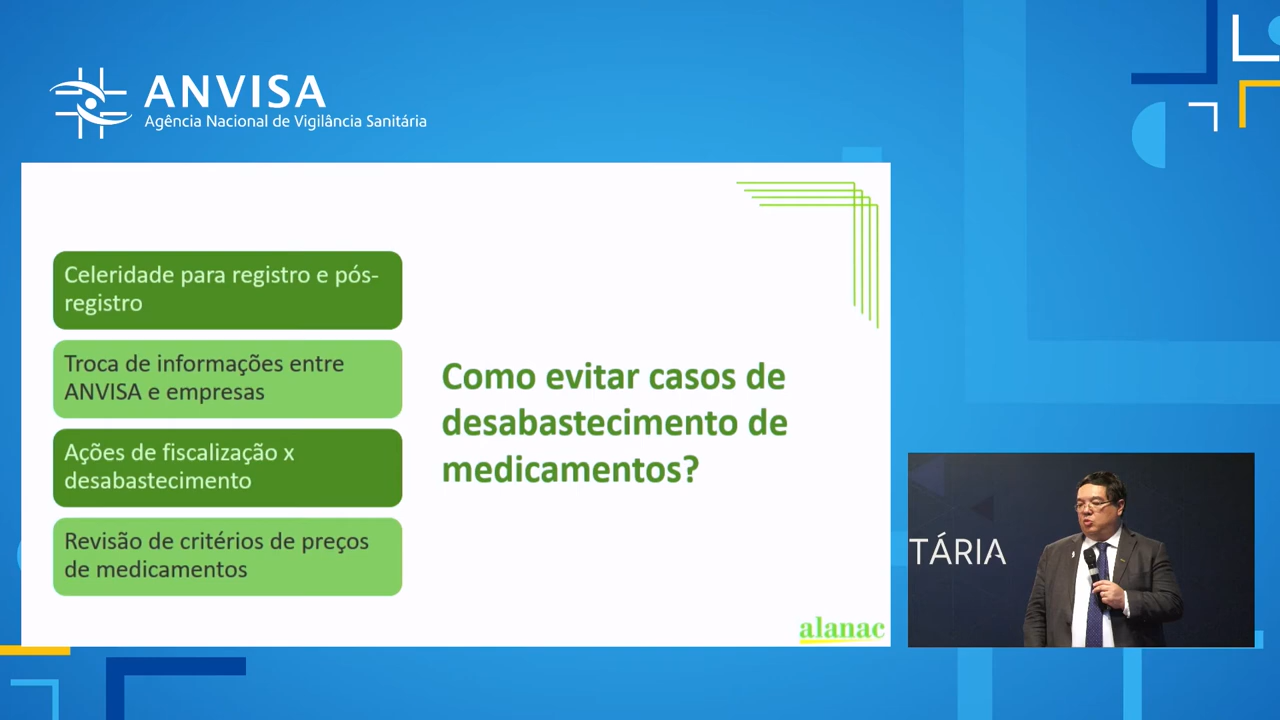 ANVISA
Agência Nacional de Vigilância Sanitária
Celeridade para registro e pós-
registro
Troca de informações entre
ANVISA e empresas
Ações de fiscalização x
desabastecimento
Revisão de critérios de preços
de medicamentos
Como evitar casos de
desabastecimento de
medicamentos?
alanac
TÁRIA